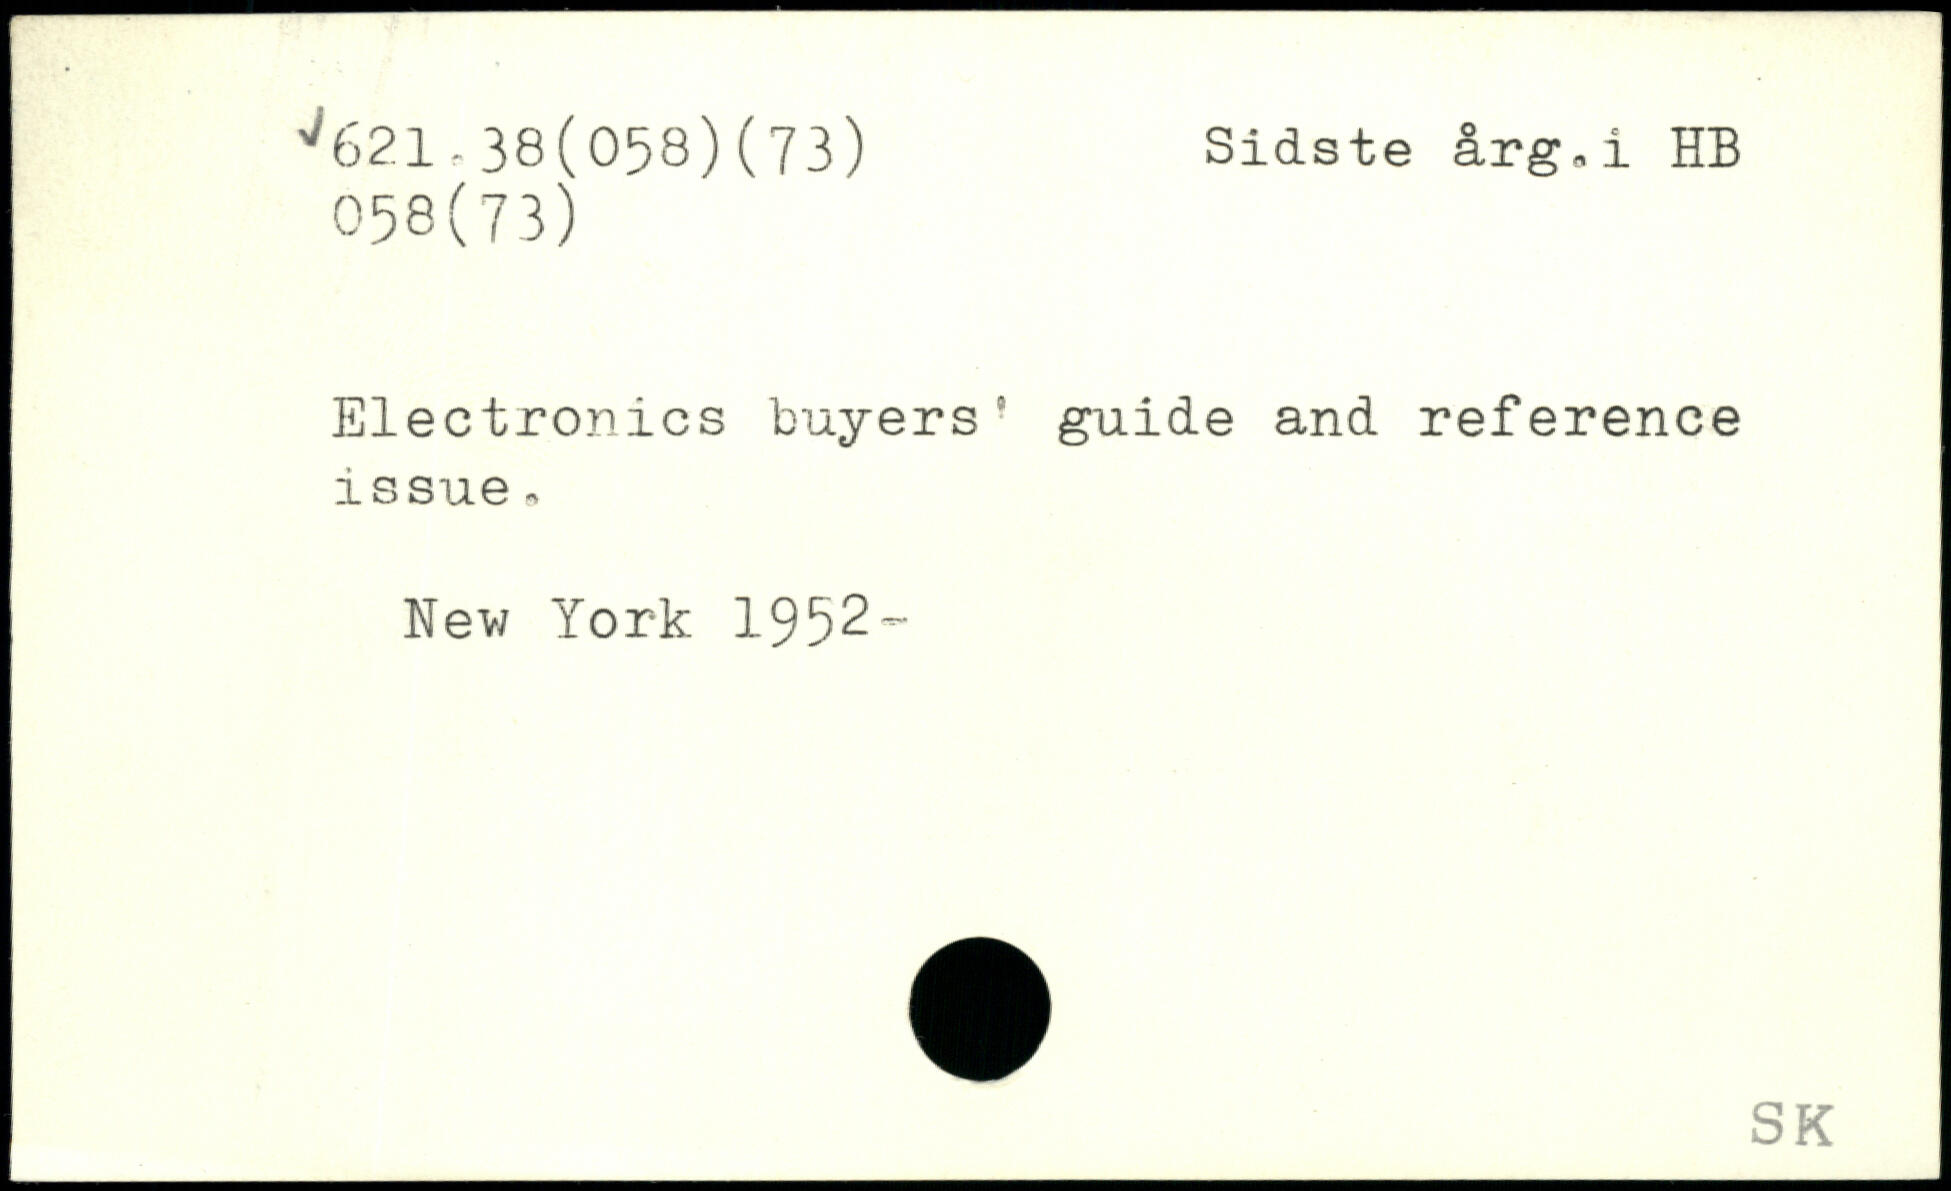 ✓621.38(058)(73) Sidste årg.i HB
058(73)
Electronics buyers' guide and reference
issue.
New York 1952-
SK